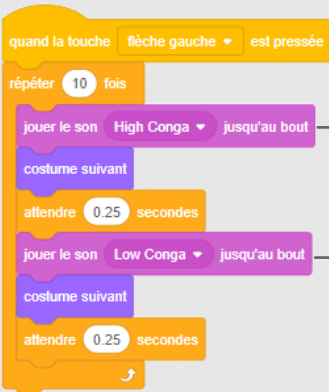 quand la touche flèche gauche est pressée
répéter 10 fois
jouer le son High Conga jusqu'au bout
costume suivant
attendre 0.25 secondes
jouer le son Low Conga jusqu'au bout
costume suivant
attendre 0.25 secondes